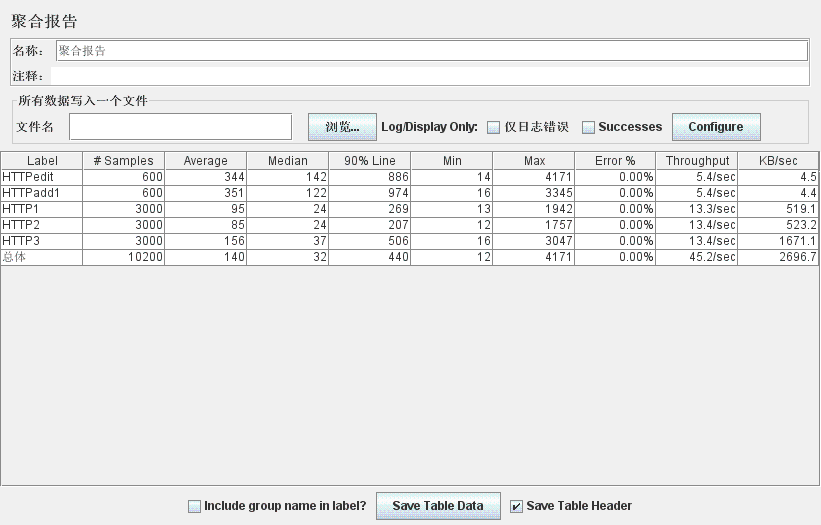 聚合报告
名称： 聚合报告
注释：
所有数据写入一个文件
文件名 浏览... Log/Display Only: 仅日志错误 Successes Configure
Label # Samples Average Median 90% Line Min Max Error % Throughput KB/sec
HTTPedit 600 344 142 886 14 4171 0.00% 5.4/sec 4.5
HTTPadd1 600 351 122 974 16 3345 0.00% 5.4/sec 4.4
HTTP1 3000 95 24 269 13 1942 0.00% 13.3/sec 519.1
HTTP2 3000 85 24 207 12 1757 0.00% 13.4/sec 523.2
HTTP3 3000 156 37 506 16 3047 0.00% 13.4/sec 1671.1
总体 10200 140 32 440 12 4171 0.00% 45.2/sec 2696.7
Include group name in label? Save Table Data Save Table Header